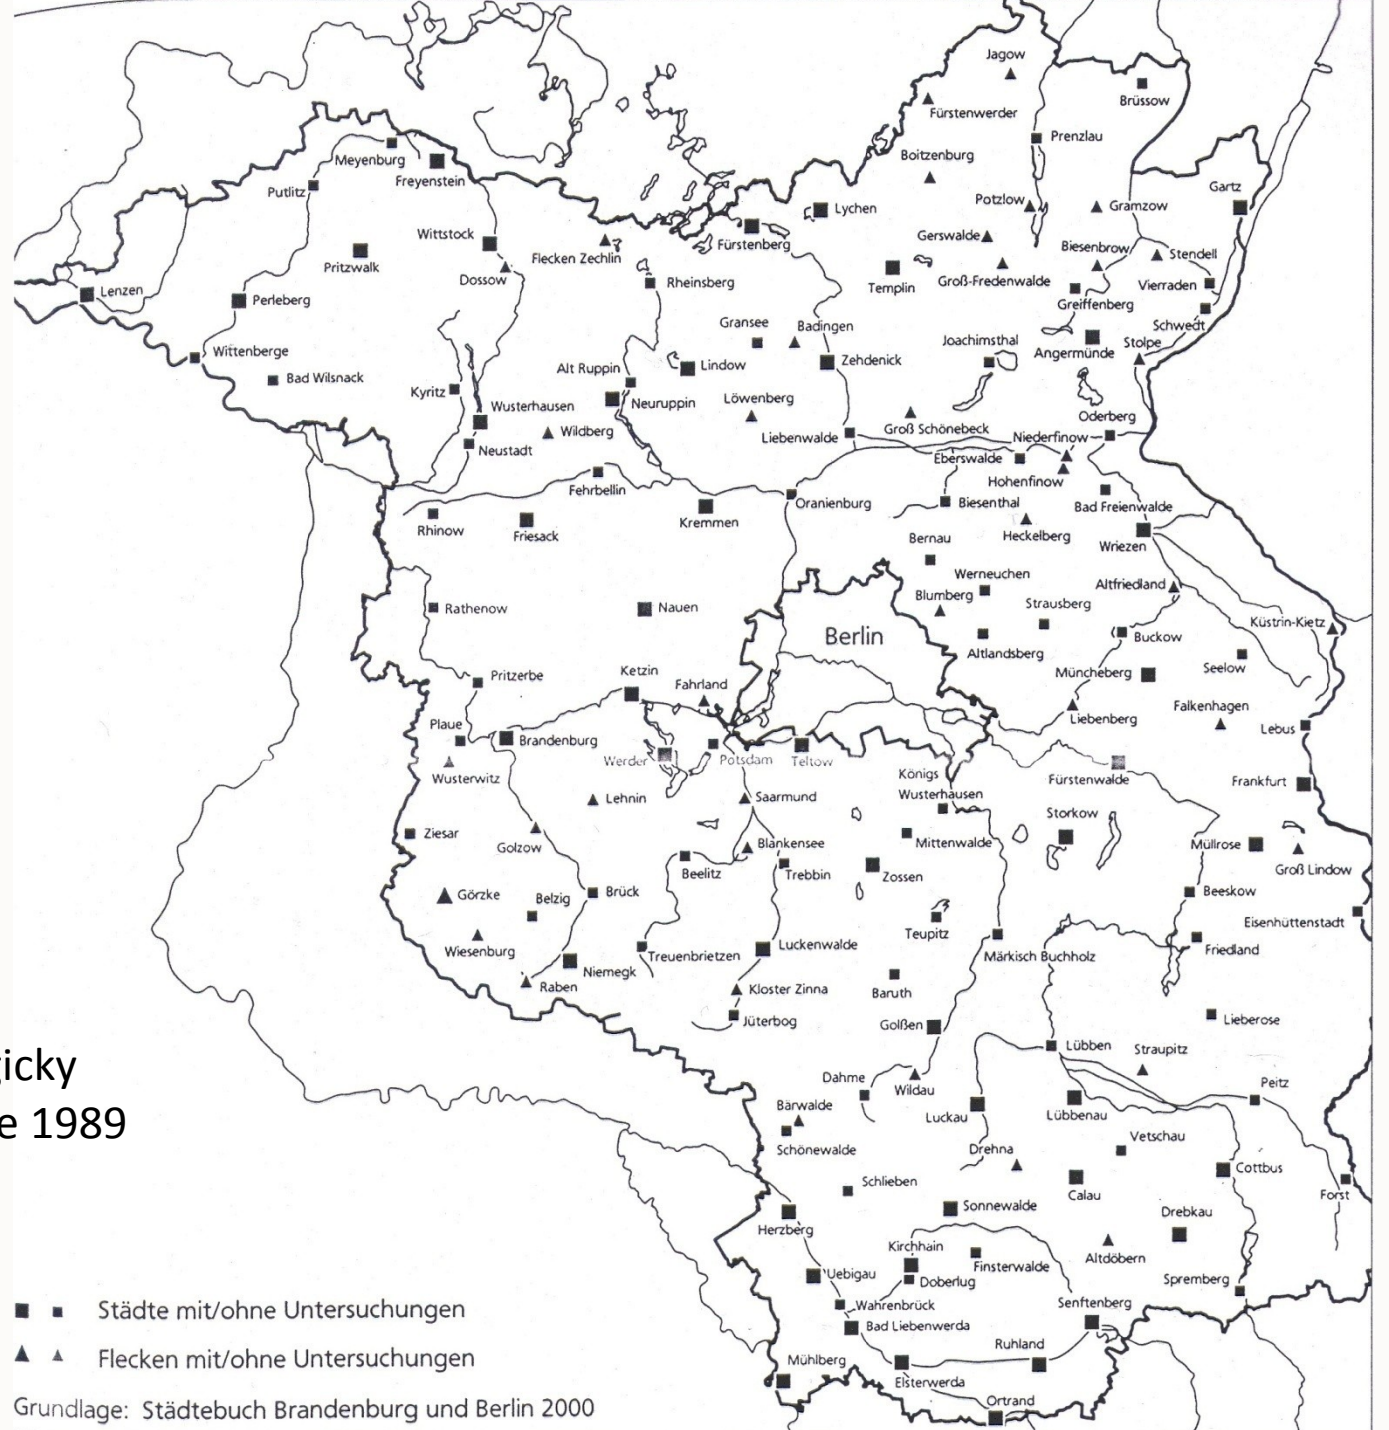 Jagow
Brüssow
Fürstenwerder
Prenzlau
Boitzenburg
Meyenburg
Freyenstein
Putlitz
Gartz
Potzlow
Gramzow
Lychen
Wittstock
Fürstenberg
Gerswalde
Biesenbrow
Stendell
Flecken Zechlin
Pritzwalk
Dossow
Rheinsberg
Templin
Groß-Fredenwalde
Vierraden
Lenzen
Perleberg
Greiffenberg
Gransee
Badingen
Schwedt
Joachimsthal
Angermünde
Stolpe
Wittenberge
Zehdenick
Alt Ruppin
Lindow
Bad Wilsnack
Kyritz
Wusterhausen
Neuruppin
Löwenberg
Oderberg
Wildberg
Groß Schönebeck
Liebenwalde
Niederfinow
Neustadt
Eberswalde
Hohenfinow
Fehrbellin
Oranienburg
Biesenthal
Bad Freienwalde
Rhinow
Friesack
Kremmen
Heckelberg
Wriezen
Bernau
Werneuchen
Altfriedland
Blumberg
Strausberg
Rathenow
Nauen
Küstrin-Kietz
Berlin
Buckow
Altlandsberg
Seelow
Ketzin
Müncheberg
Pritzerbe
Fahrland
Falkenhagen
Plaue
Liebenberg
Lebus
Brandenburg
Werder
Potsdam
Teltow
Wusterwitz
Königs
Wusterhausen
Fürstenwalde
Frankfurt
Lehnin
Saarmund
Storkow
Ziesar
Golzow
Blankensee
Mittenwalde
Müllrose
Beelitz
Trebbin
Zossen
Groß Lindow
Görzke
Belzig
Brück
Beeskow
Teupitz
Eisenhüttenstadt
Wiesenburg
Treuenbrietzen
Luckenwalde
Märkisch Buchholz
Friedland
Niemegk
Raben
Kloster Zinna
Baruth
Jüterbog
Golßen
Lieberose
gicky
e 1989
Lübben
Straupitz
Dahme
Wildau
Peitz
Bärwalde
Luckau
Lübbenau
Schönewalde
Vetschau
Drehna
Cottbus
Schlieben
Calau
Forst
Sonnewalde
Drebkau
Herzberg
Kirchhain
Finsterwalde
Altdöbern
Uebigau
Doberlug
Spremberg
Wahrenbrück
Senftenberg
Bad Liebenwerda
Ruhland
Mühlberg
Elsterwerda
Ortrand
Städte mit/ohne Untersuchungen
Flecken mit/ohne Untersuchungen
Grundlage: Städtebuch Brandenburg und Berlin 2000